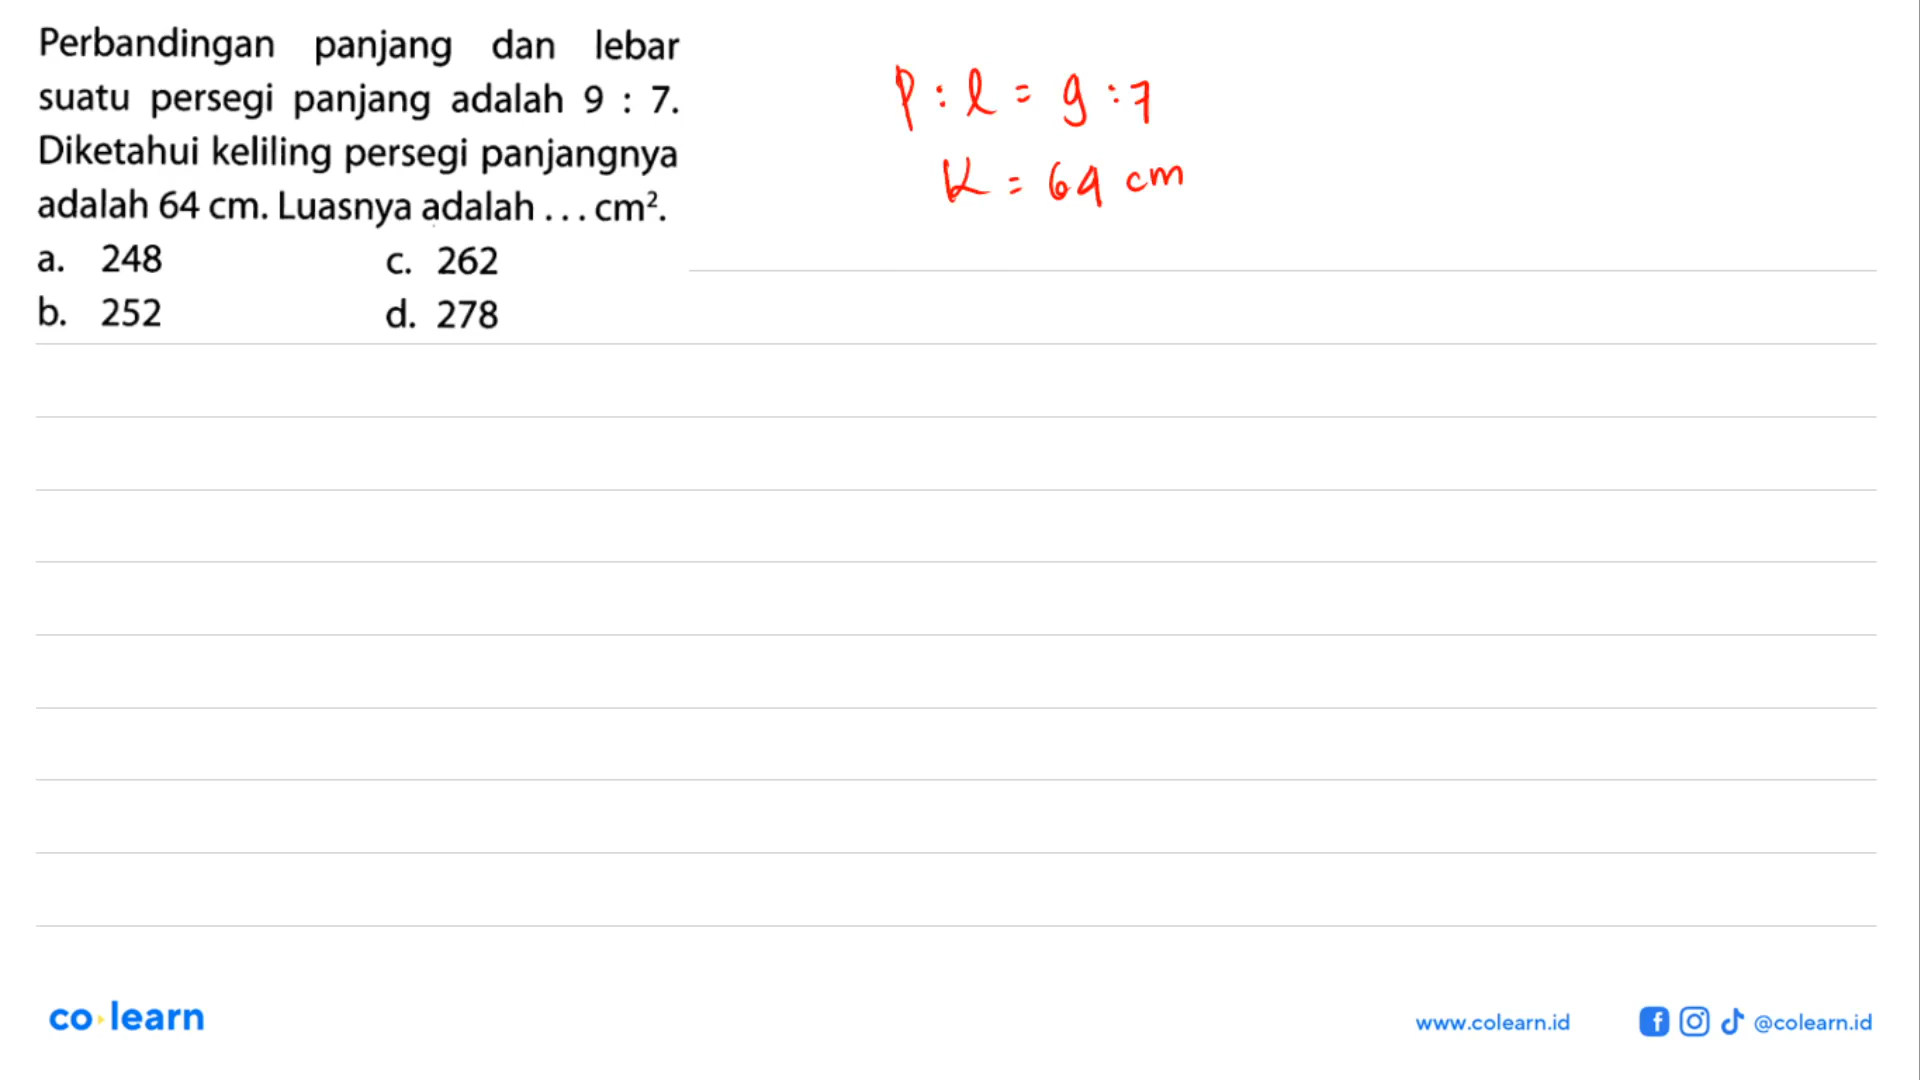 Perbandingan panjang dan lebar
suatu persegi panjang adalah 9 : 7.
Diketahui keliling persegi panjangnya
adalah 64 cm. Luasnya adalah . . . cm².
a. 248 c. 262
b. 252 d. 278
p : l = 9 : 7
K = 64 cm
co learn
www.colearn.id @colearn.id